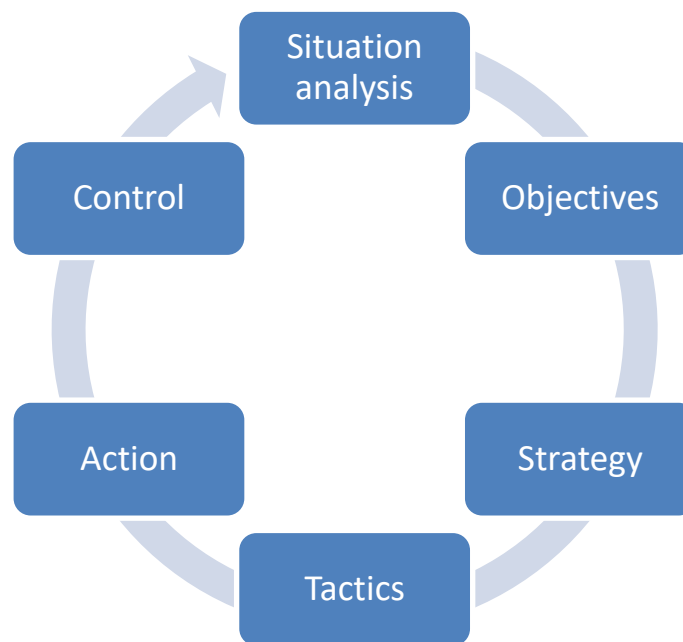 Situation
analysis
Objectives
Strategy
Tactics
Action
Control